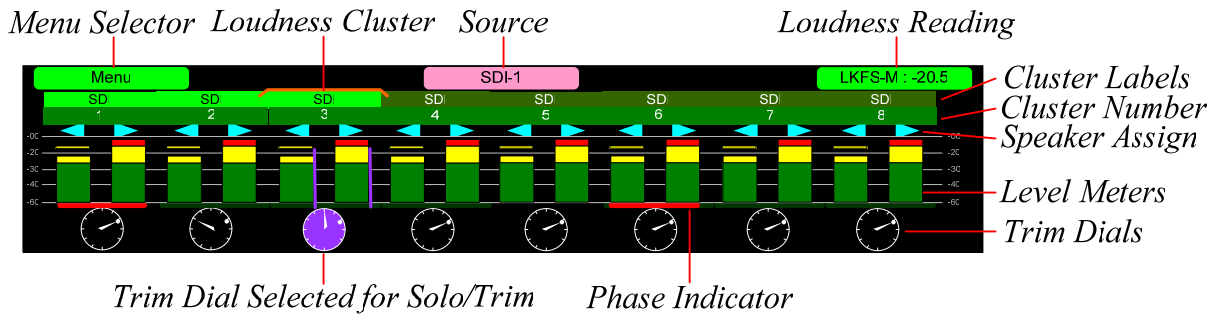 Menu Selector Loudness Cluster Source Loudness Reading
Menu SDI-1 LKFS-M : -20.5
SDI SDI SDI SDI SDI SDI SDI SDI Cluster Labels
1 2 3 4 5 6 7 8 Cluster Number
Speaker Assign
-00 -00
-20 -20
-30 -30
-40 -40 Level Meters
-60 -60
Trim Dials
Trim Dial Selected for Solo/Trim Phase Indicator